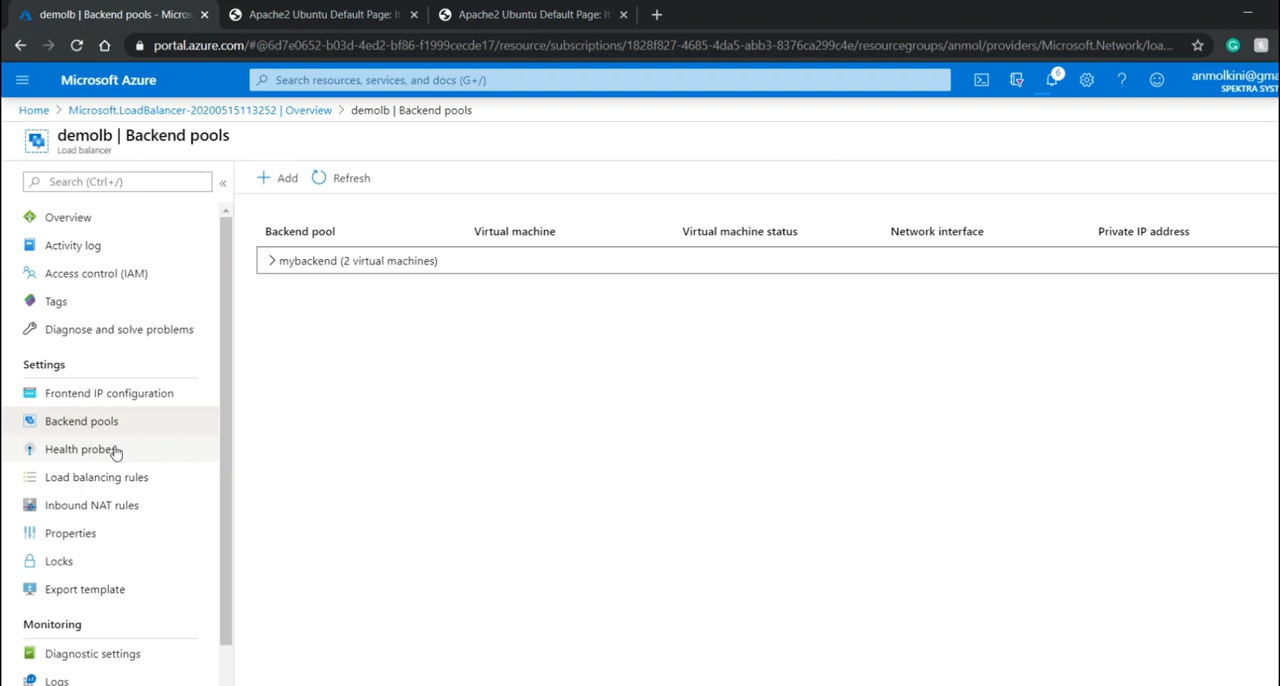 demolb | Backend pools - Micros
Apache2 Ubuntu Default Page: It
Apache2 Ubuntu Default Page: It
portal.azure.com/#@6d7e0652-b03d-4ed2-bf86-f1999cecde17/resource/subscriptions/1828f827-4685-4da5-abb3-8376ca299c4e/resourcegroups/anmol/providers/Microsoft.Network/loa...
Microsoft Azure
Search resources, services, and docs (G+/)
6
anmolkini@gma
SPEKTRA SYST
Home > Microsoft.LoadBalancer-20200515113252 | Overview > demolb | Backend pools
demolb | Backend pools
Load balancer
Search (Ctrl+/)
Add
Refresh
Overview
Activity log
Access control (IAM)
Tags
Diagnose and solve problems
Settings
Frontend IP configuration
Backend pools
Health probes
Load balancing rules
Inbound NAT rules
Properties
Locks
Export template
Monitoring
Diagnostic settings
Logs
Backend pool Virtual machine Virtual machine status Network interface Private IP address
mybackend (2 virtual machines)